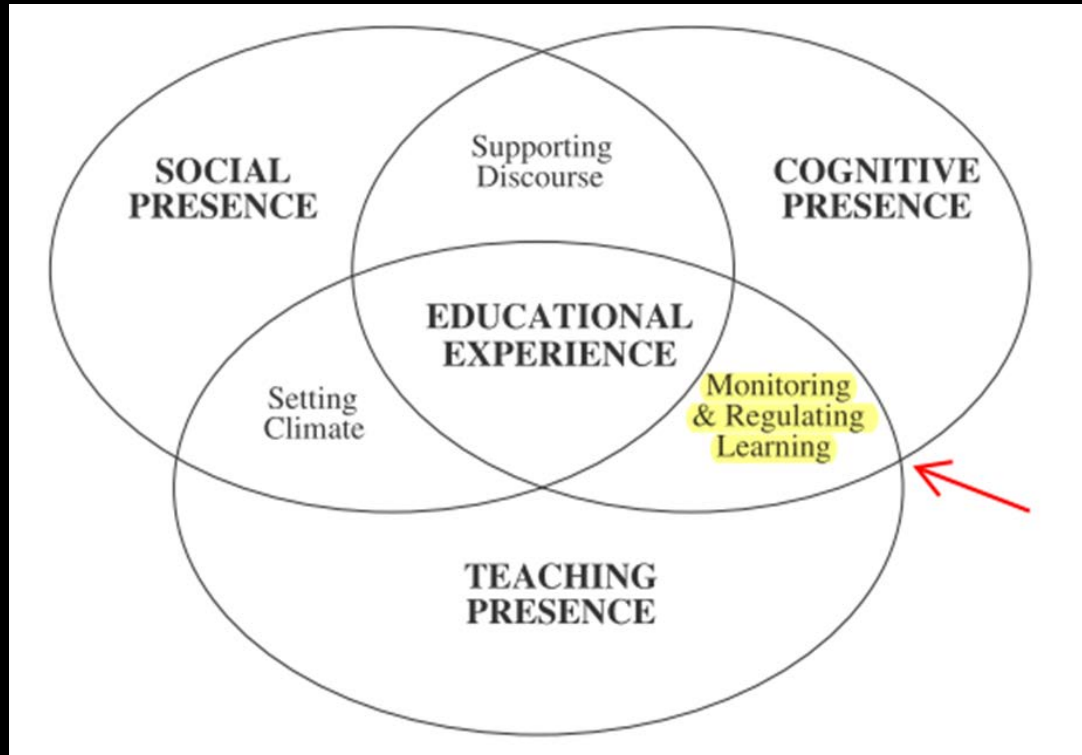 SOCIAL
PRESENCE
Supporting
Discourse
COGNITIVE
PRESENCE
EDUCATIONAL
EXPERIENCE
Setting
Climate
Monitoring
& Regulating
Learning
TEACHING
PRESENCE